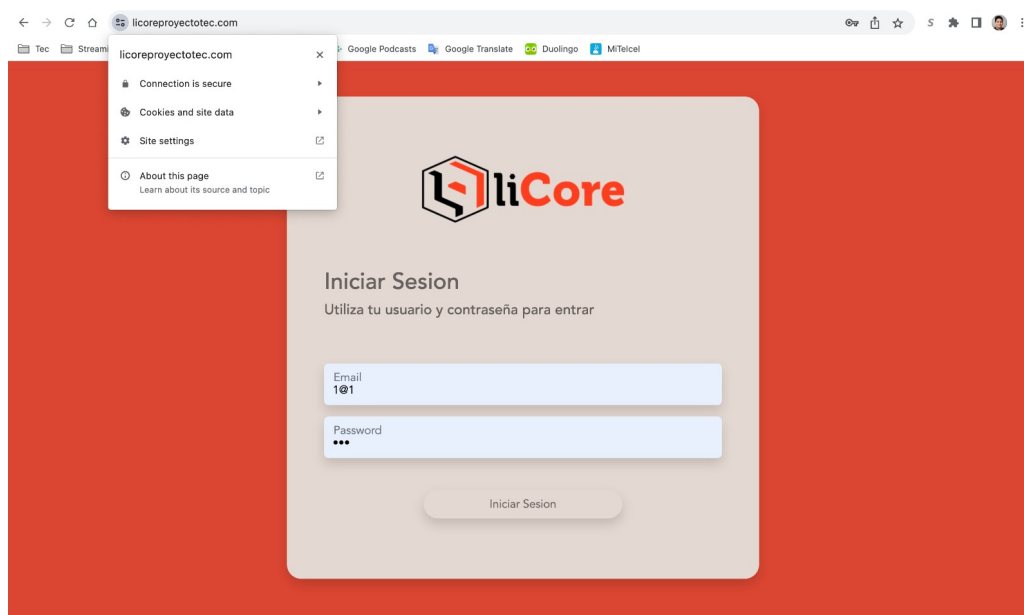 licoreproyectotec.com
Tec
Streami
Google Podcasts
Google Translate
Duolingo
MiTelcel
S
licoreproyectotec.com
Connection is secure
Cookies and site data
Site settings
About this page
Learn about its source and topic
liCore
Iniciar Sesion
Utiliza tu usuario y contraseña para entrar
Email
1@1
Password
•••
Iniciar Sesion